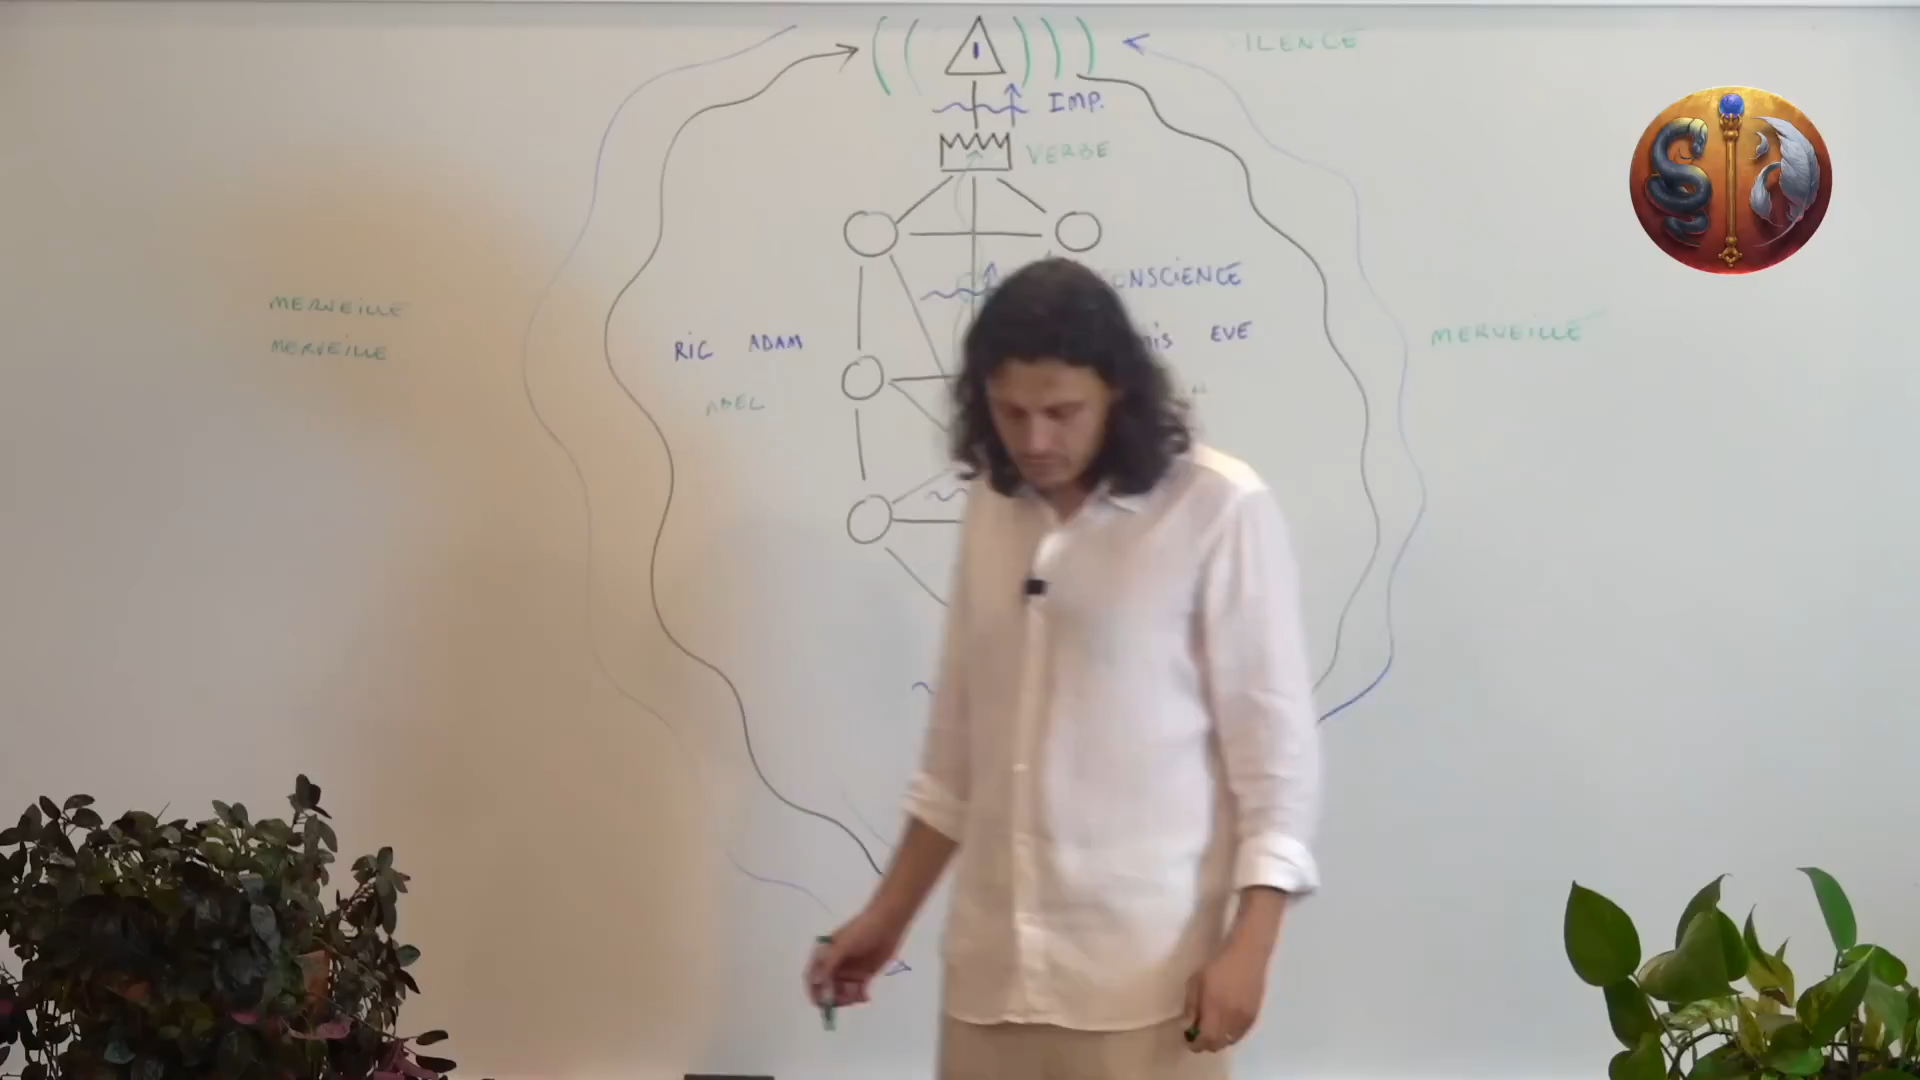 ILENCE
IMP.
VERBE
ONSCIENCE
MERVEILLE
MERVEILLE
RIC ADAM
EVE
MERVEILLE
ABEL